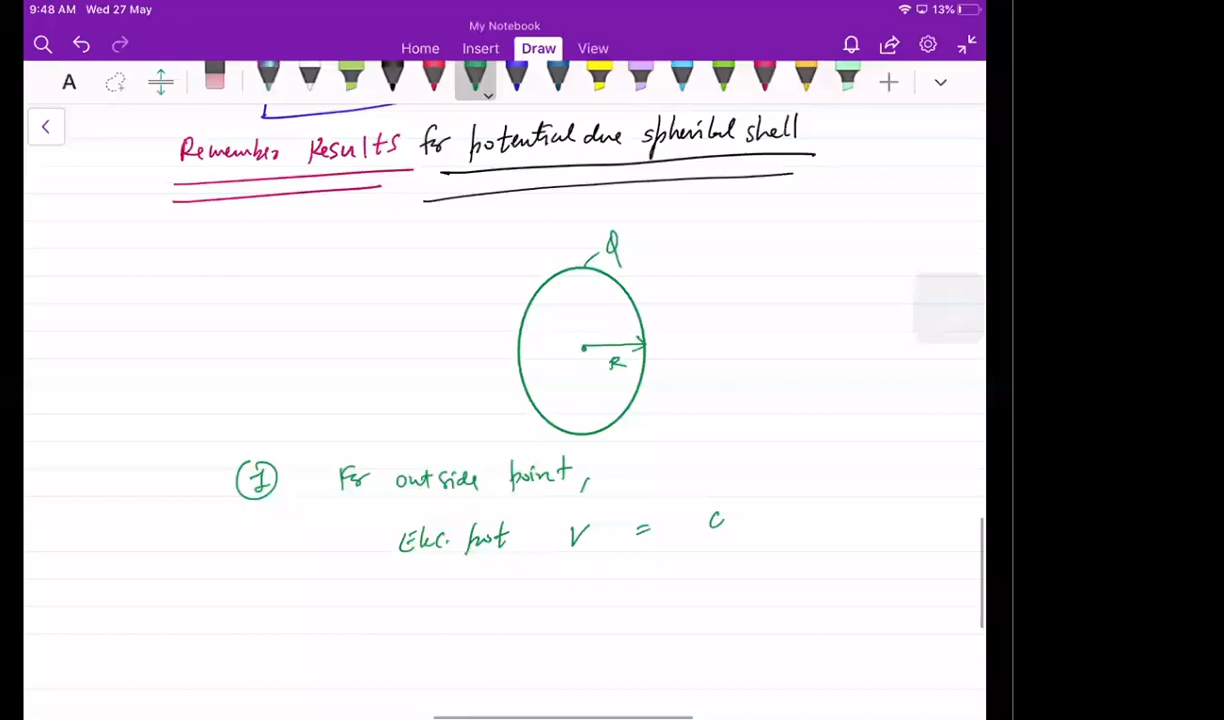 9:48 AM Wed 27 May
13%
My Notebook
Home Insert Draw View
A
Remember Results for potential due spherical shell
Q
R
1 For outside point,
Elec. pot V = c